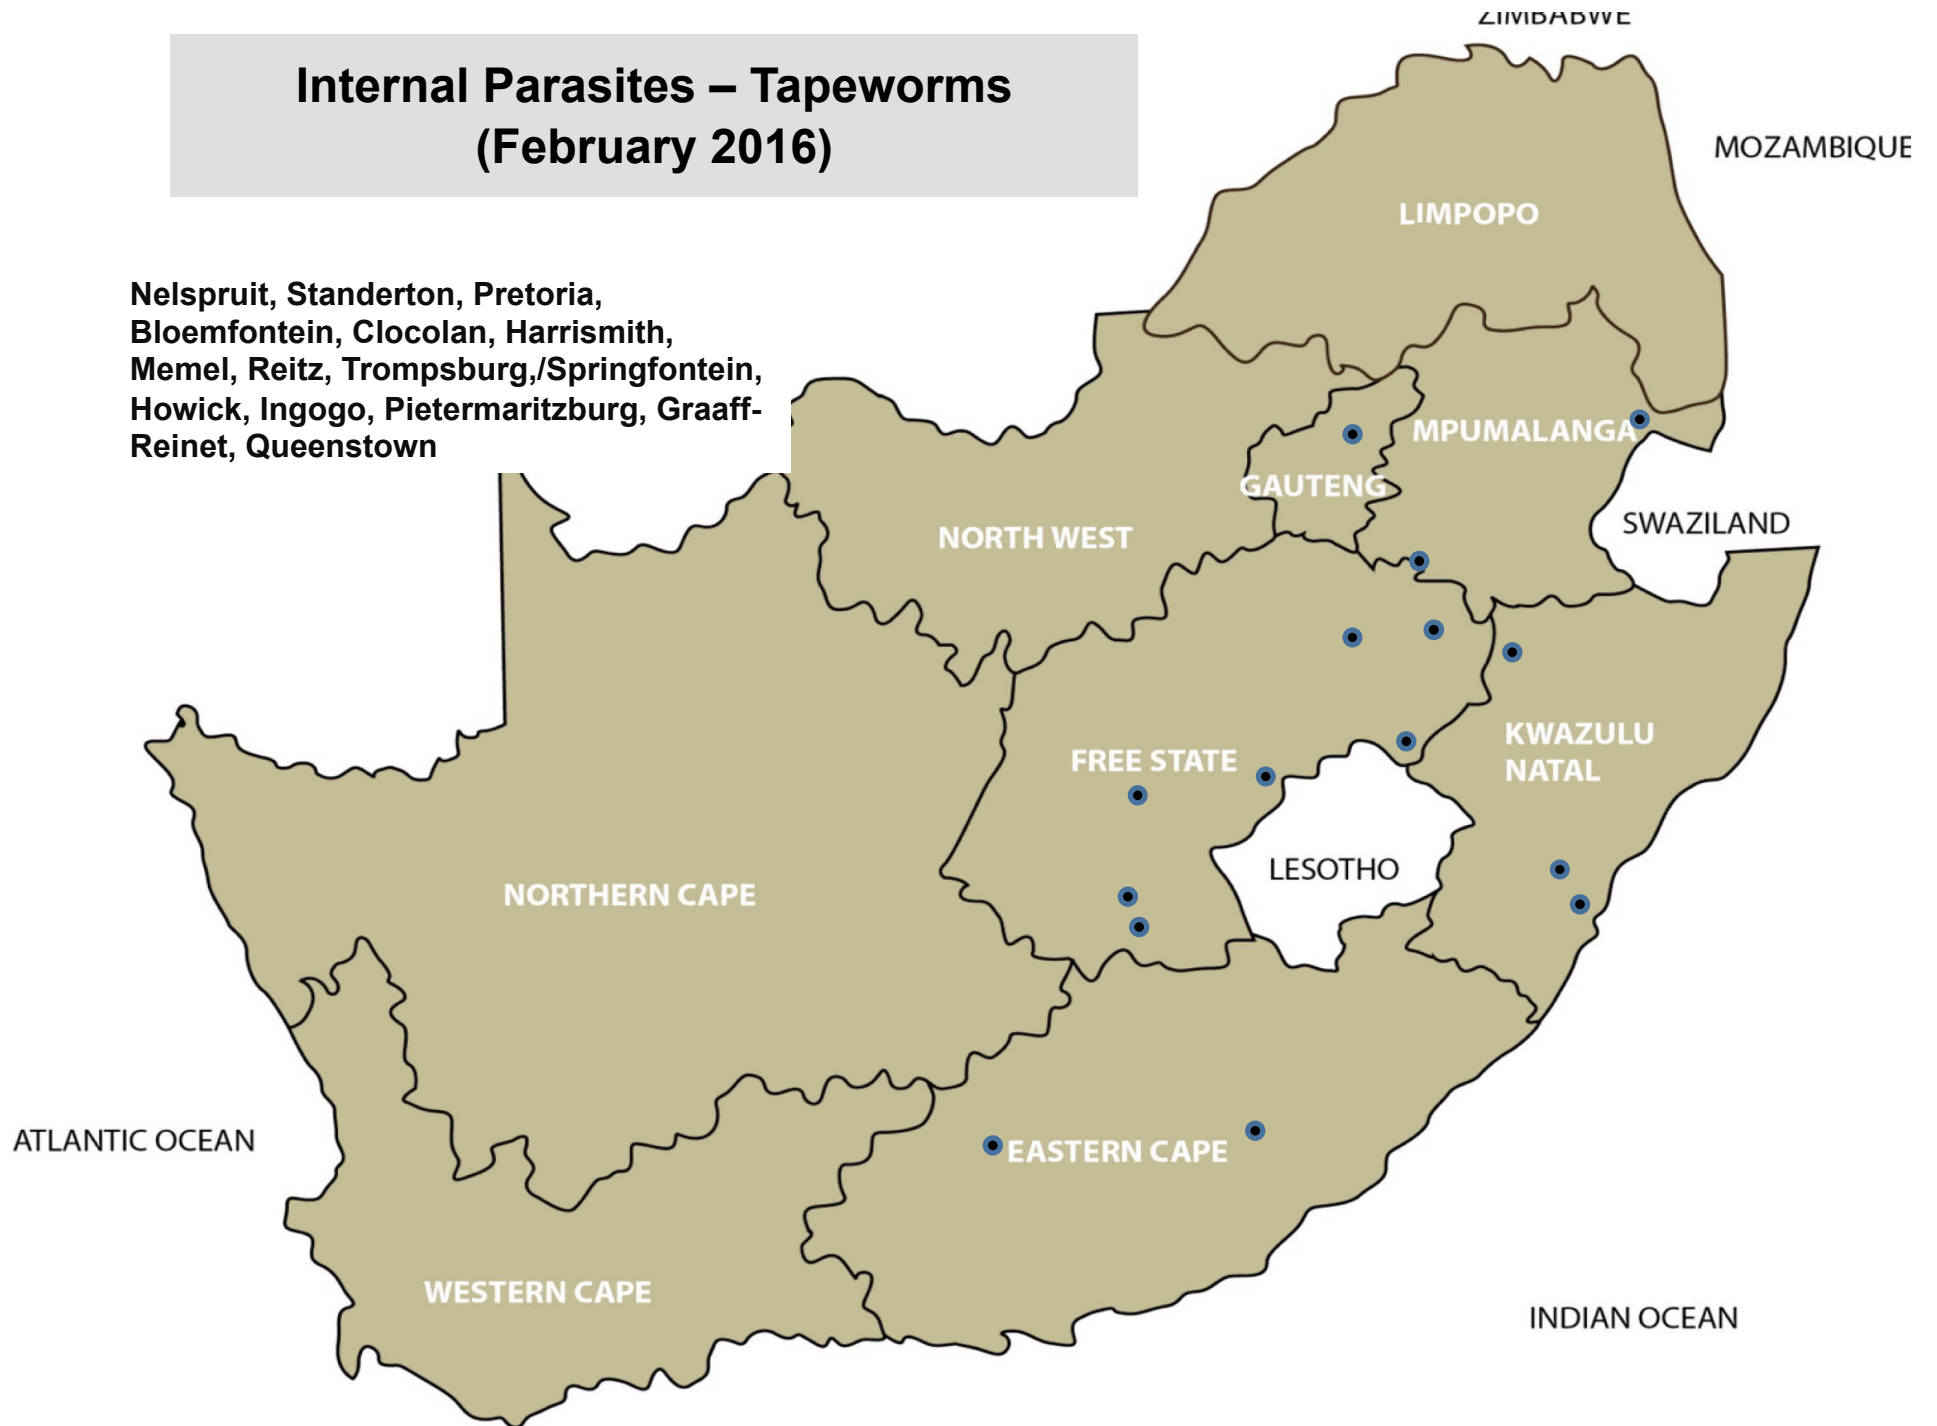 ZIMBABWE
Internal Parasites – Tapeworms
(February 2016)
MOZAMBIQUE
LIMPOPO
Nelspruit, Standerton, Pretoria,
Bloemfontein, Clocolan, Harrismith,
Memel, Reitz, Trompsburg,/Springfontein,
Howick, Ingogo, Pietermaritzburg, Graaff-
Reinet, Queenstown
MPUMALANGA
GAUTENG
SWAZILAND
NORTH WEST
KWAZULU
NATAL
FREE STATE
LESOTHO
NORTHERN CAPE
ATLANTIC OCEAN
EASTERN CAPE
WESTERN CAPE
INDIAN OCEAN